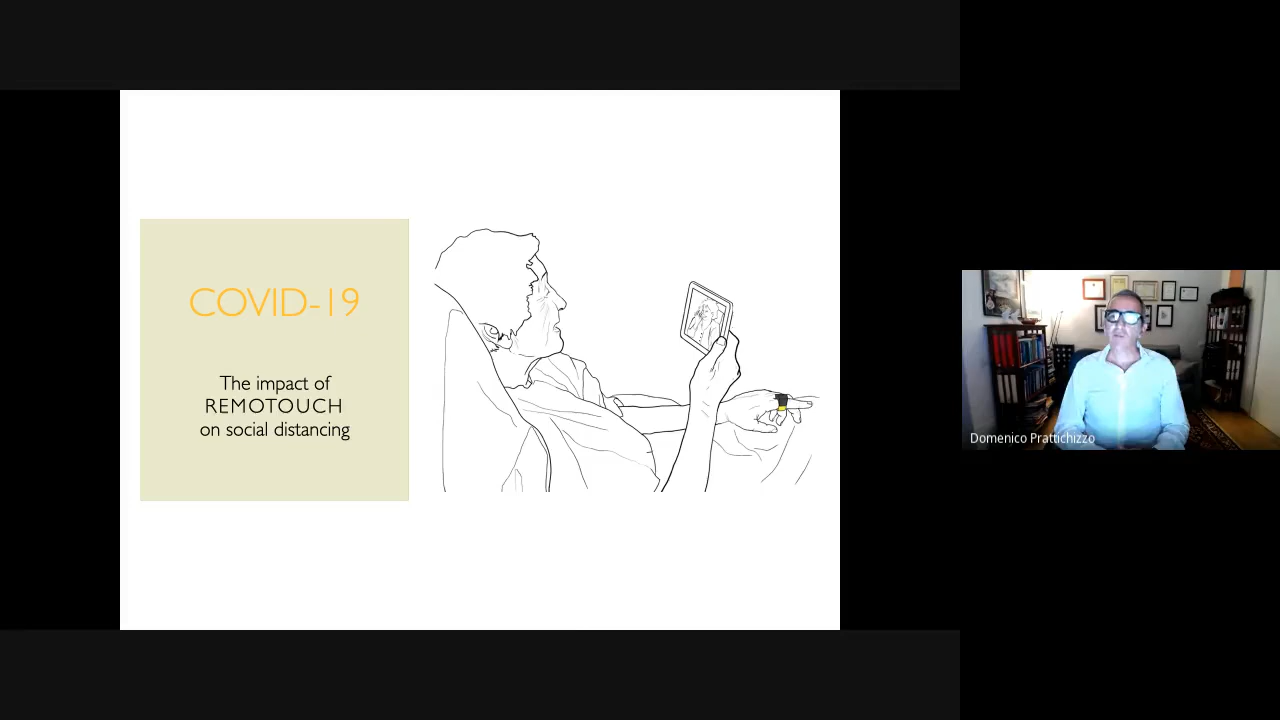 COVID-19
The impact of
REMOTOUCH
on social distancing
Domenico Prattichizzo